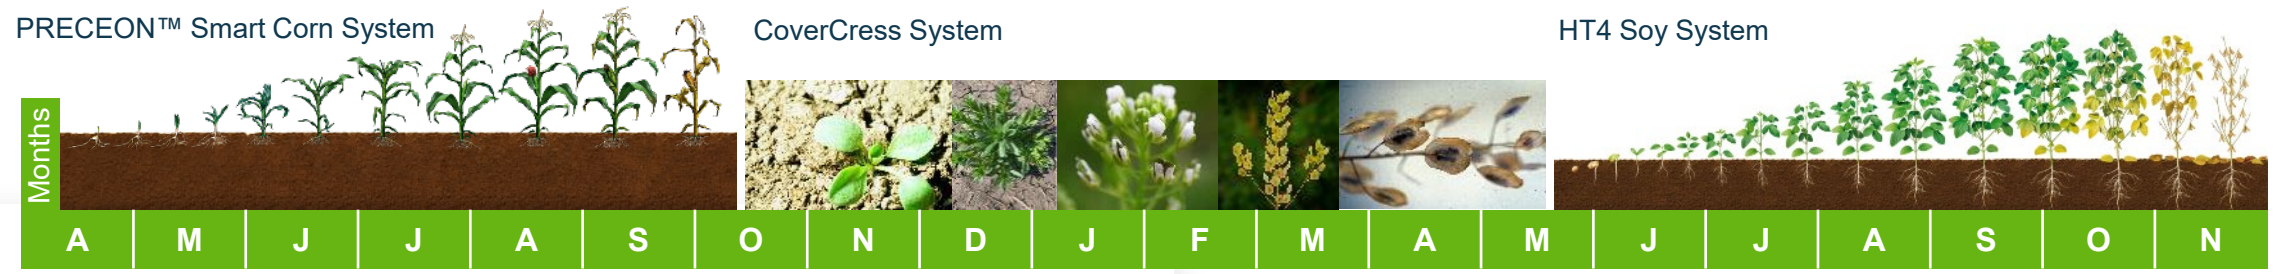 PRECEON™ Smart Corn System
CoverCress System
HT4 Soy System
Months
A M J J A S O N D J F M A M J J A S O N